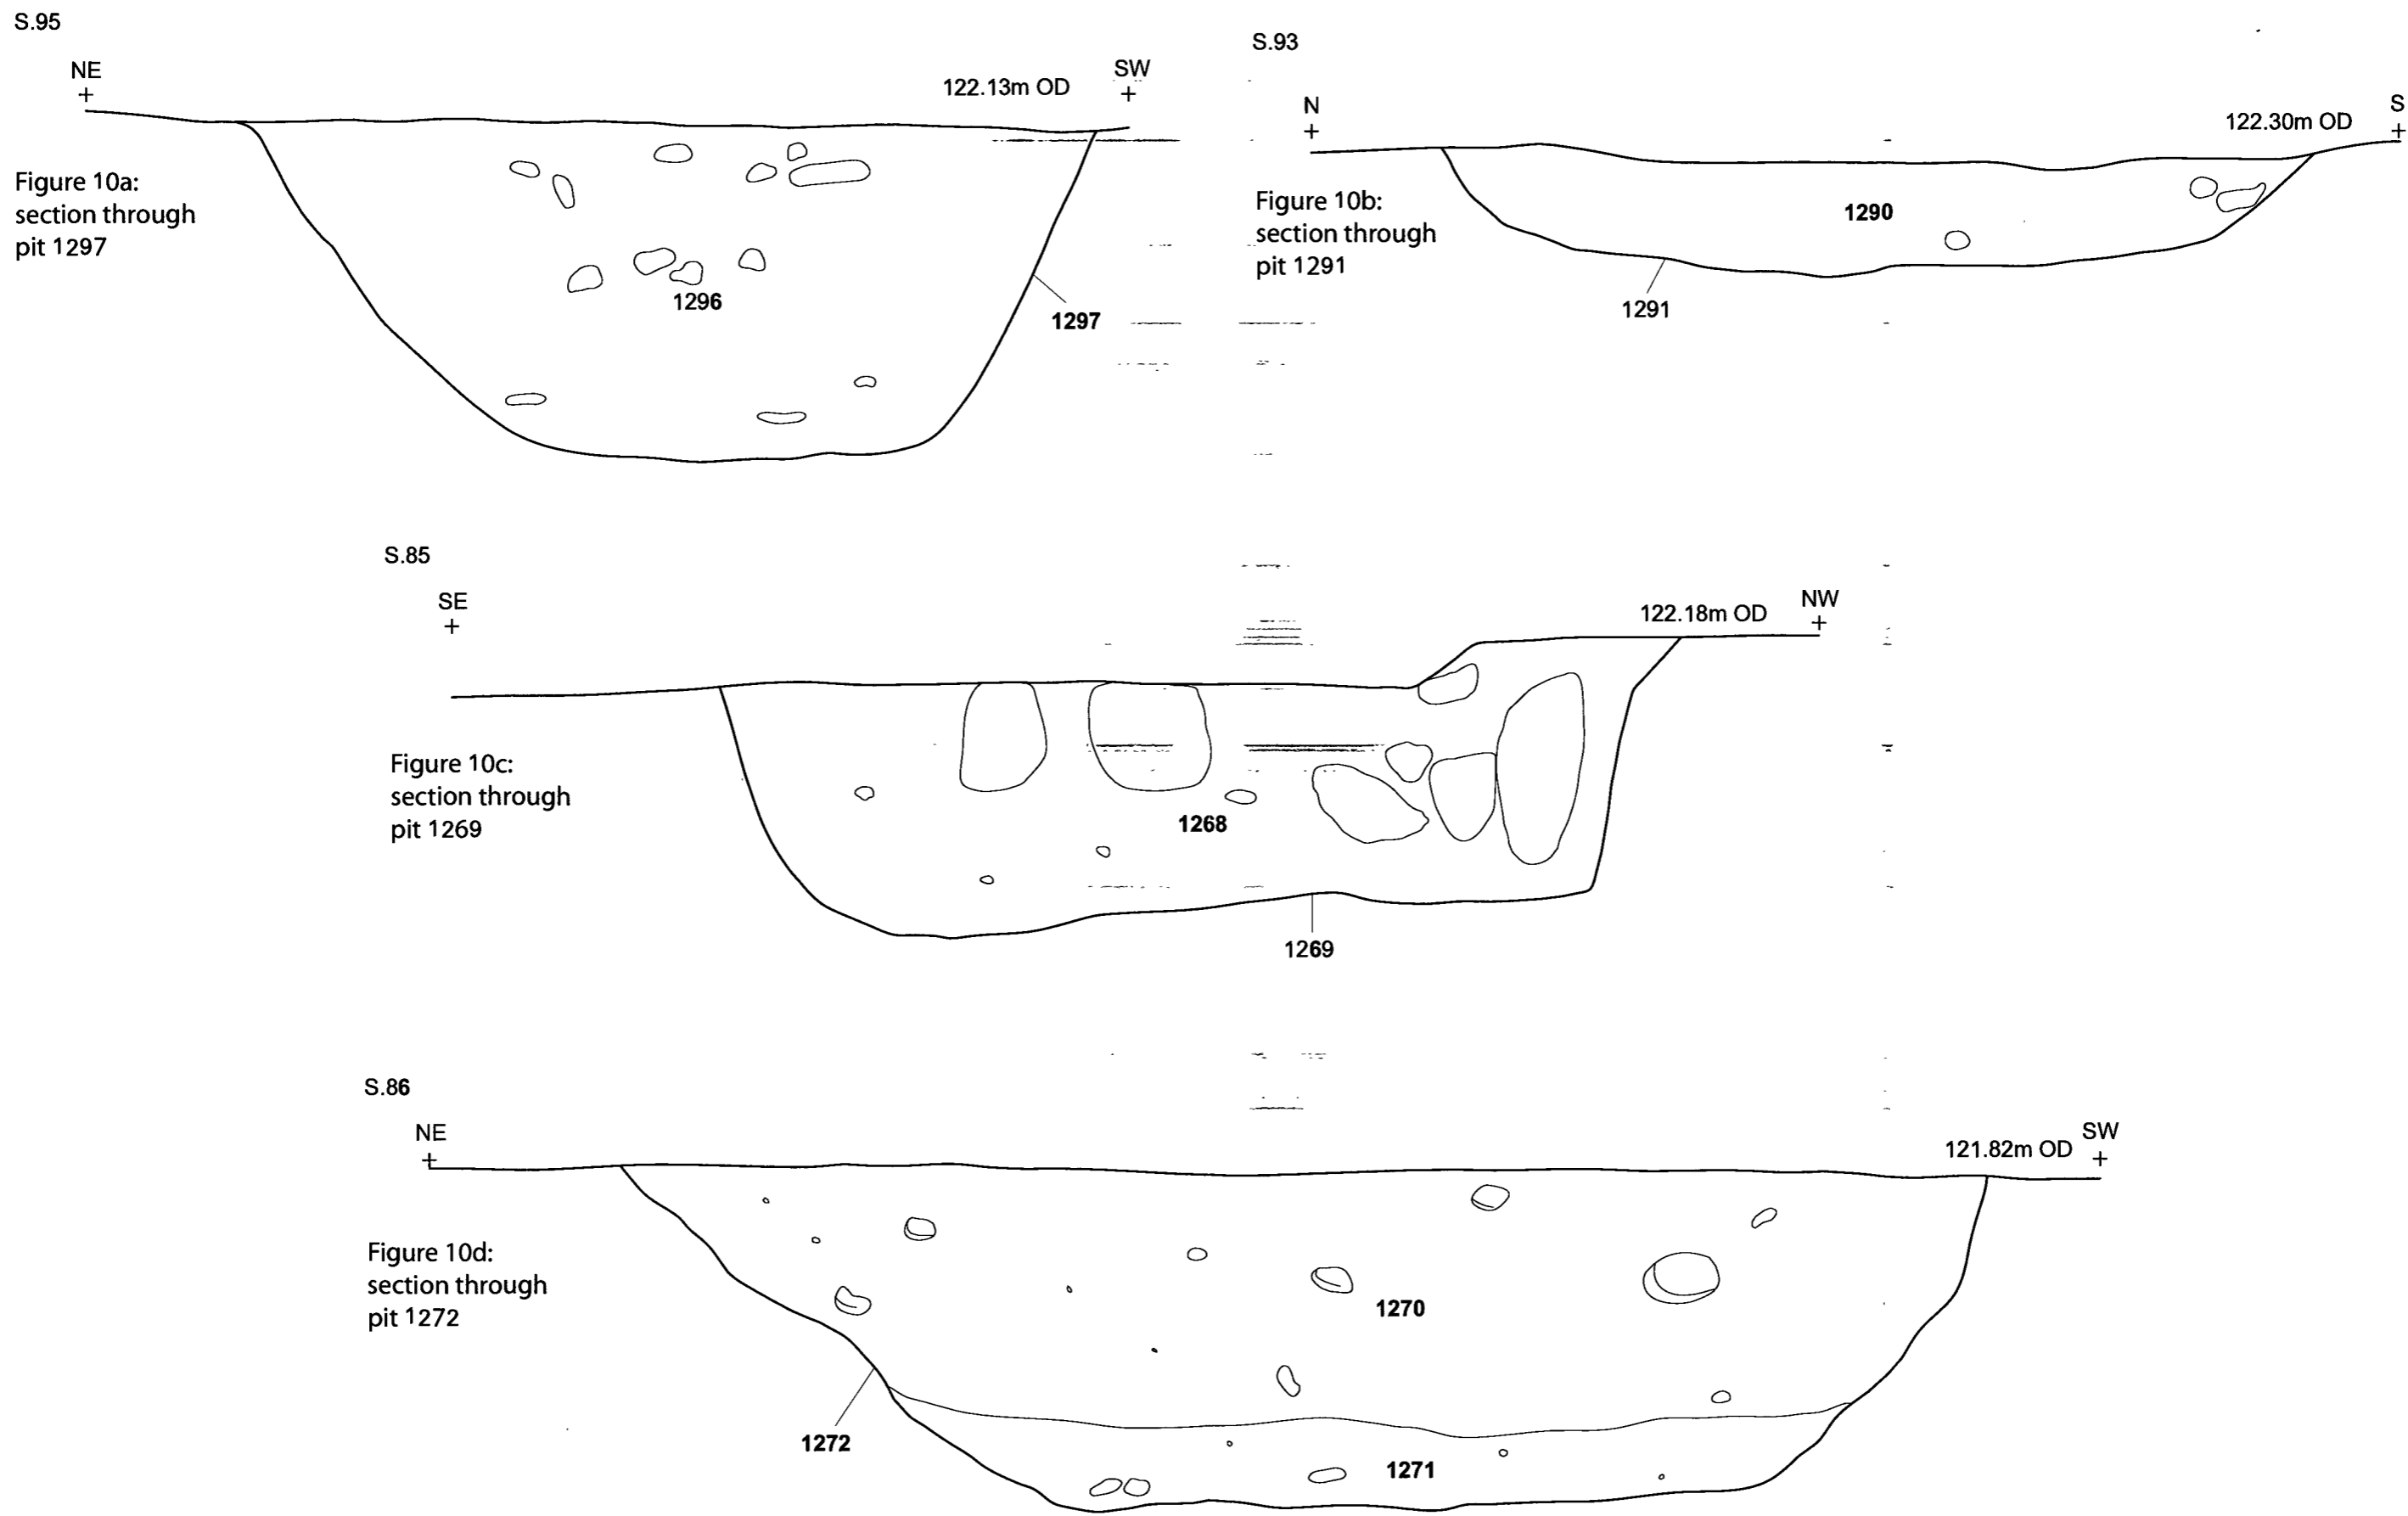 S.95
NE
+
122.13m OD
SW
+
Figure 10a:
section through
pit 1297
1296
1297
S.93
N
+
122.30m OD
S
+
Figure 10b:
section through
pit 1291
1290
1291
S.85
SE
+
122.18m OD
NW
+
Figure 10c:
section through
pit 1269
1268
1269
S.86
NE
+
121.82m OD
SW
+
Figure 10d:
section through
pit 1272
1270
1272
1271